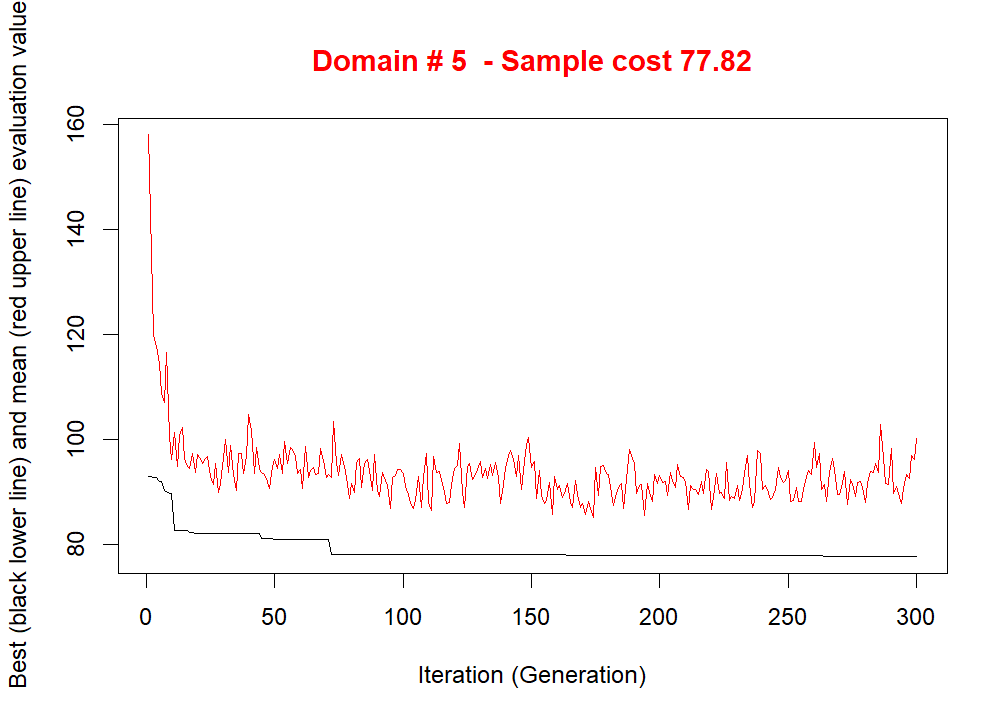 Domain # 5  - Sample cost 77.82
Best (black lower line) and mean (red upper line) evaluation value
160
140
120
100
80
0 50 100 150 200 250 300
Iteration (Generation)